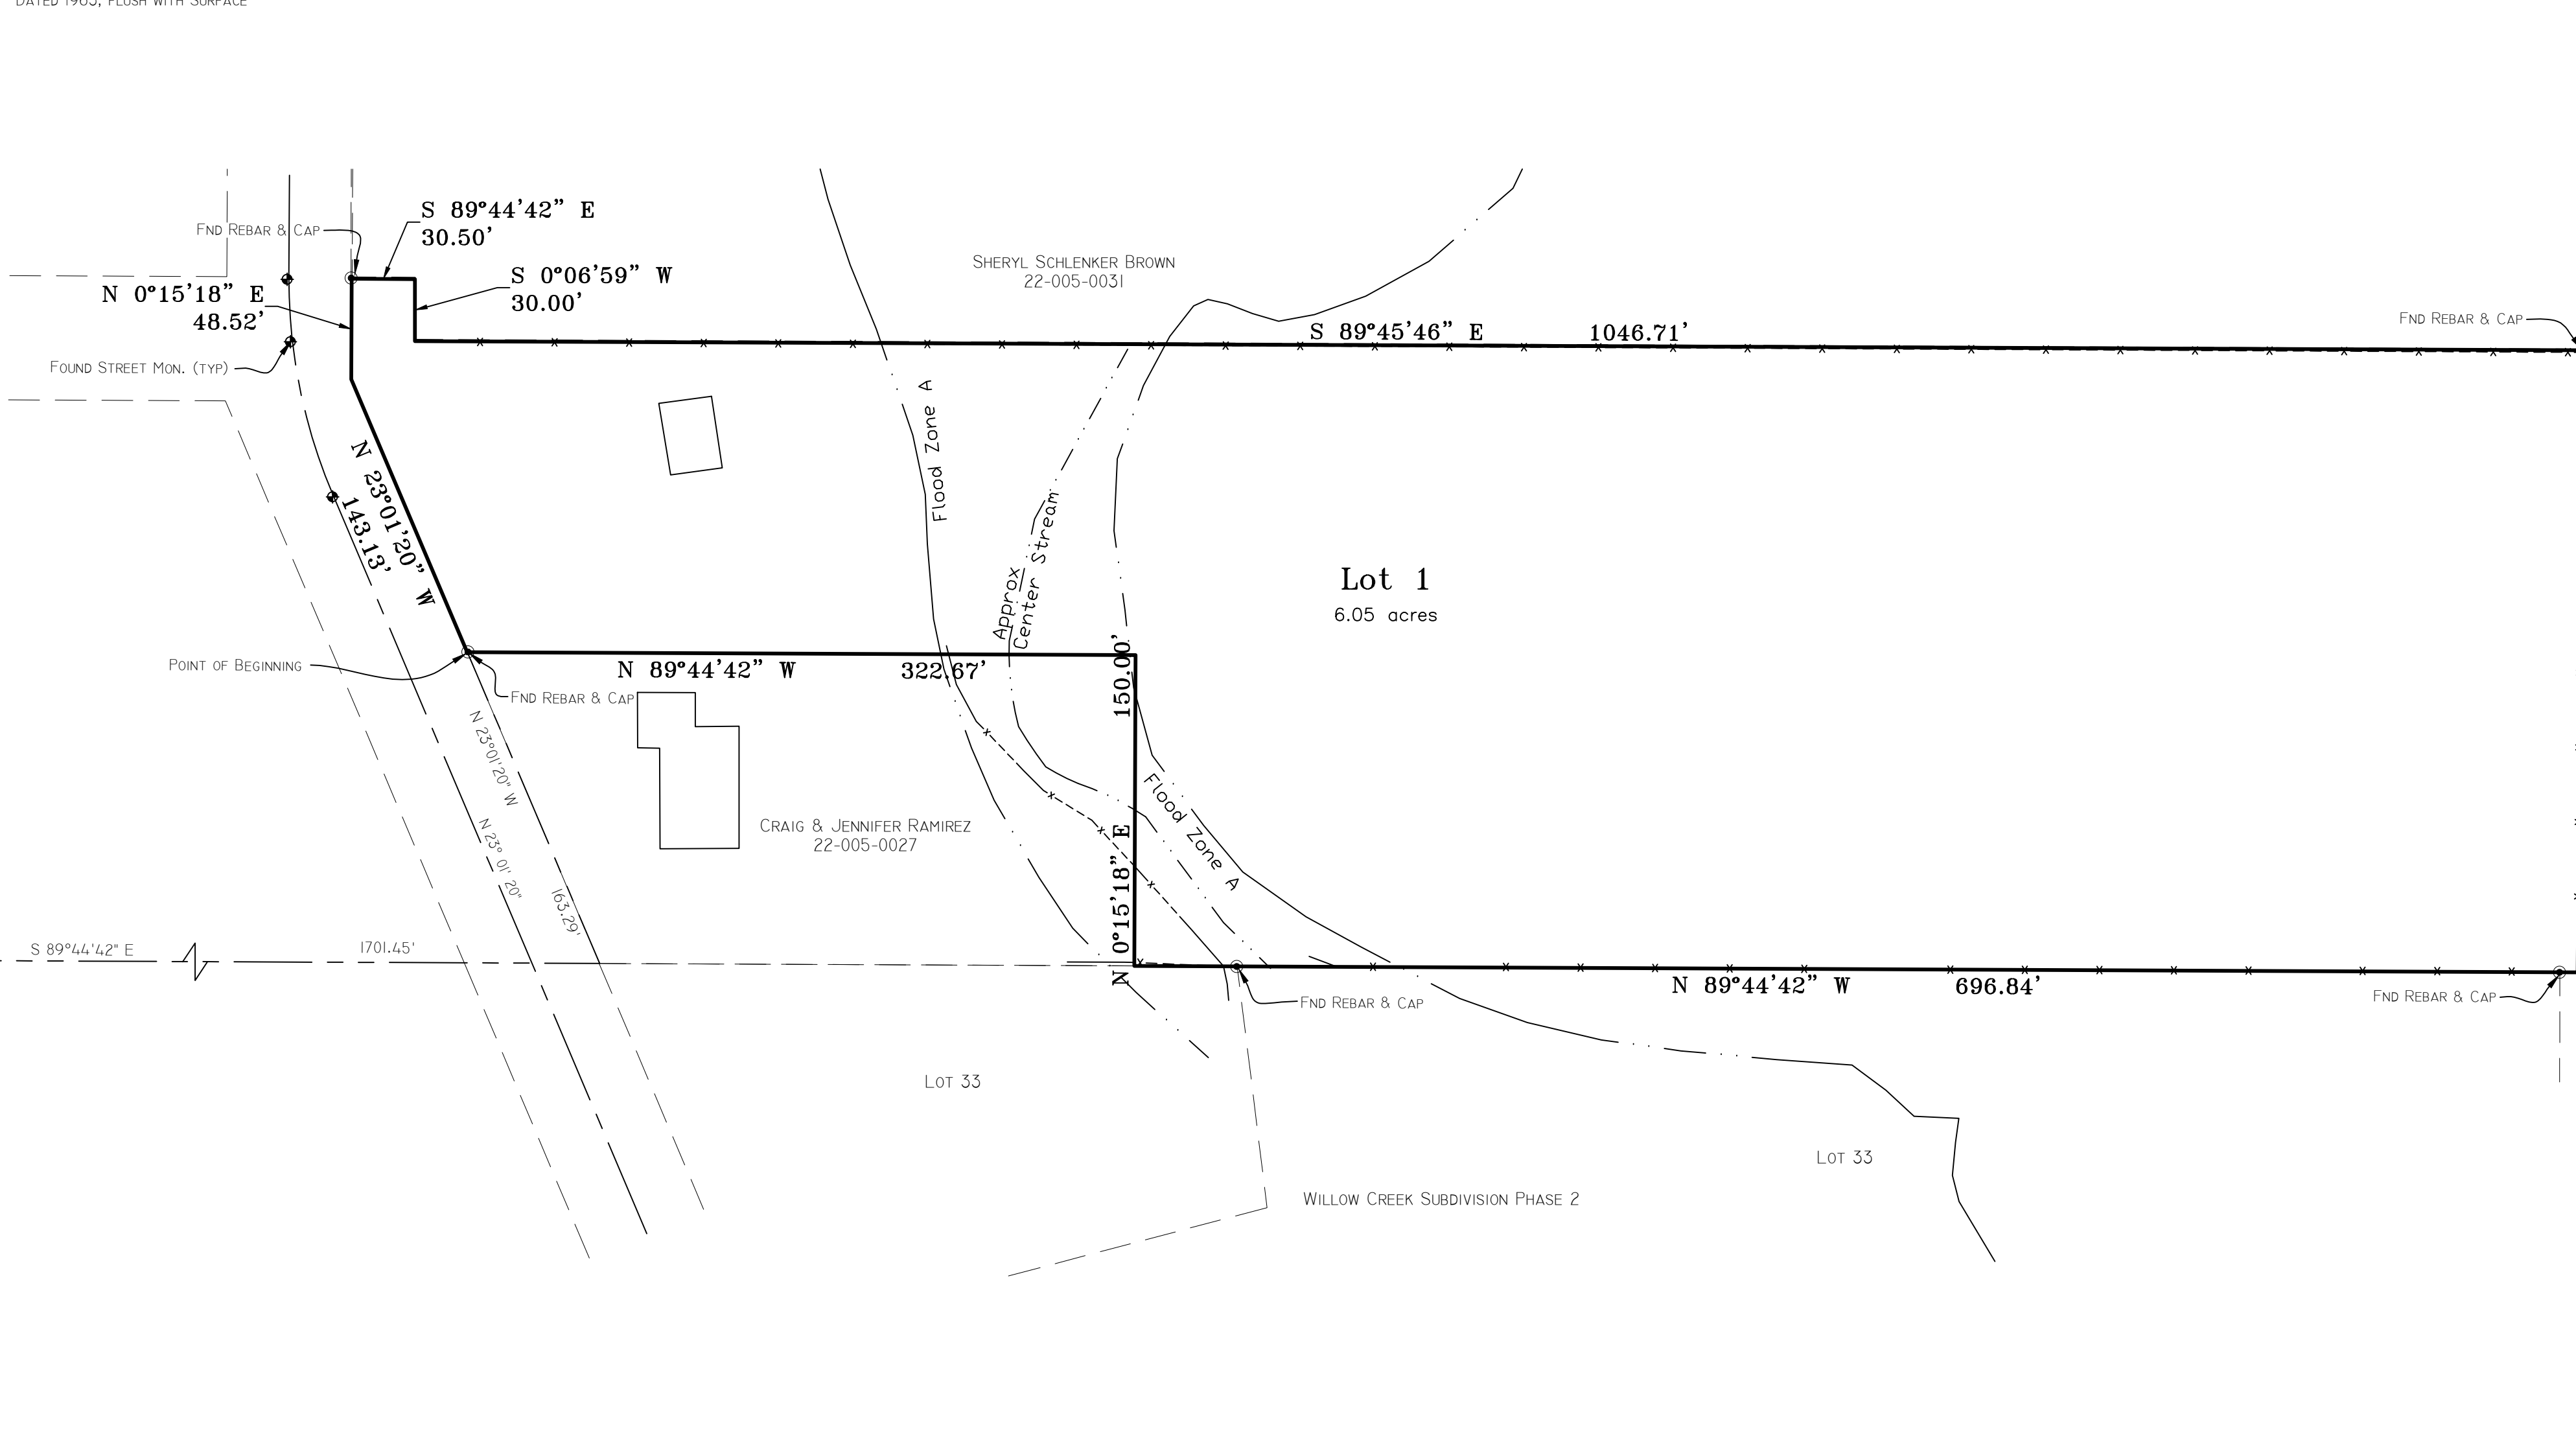 DATED 1965, FLUSH WITH SURFACE
S 89°44'42" E
30.50'
FND REBAR & CAP
S 0°06'59" W
30.00'
SHERYL SCHLENKER BROWN
22-005-0031
N 0°15'18" E
48.52'
S 89°45'46" E 1046.71'
FND REBAR & CAP
FOUND STREET MON. (TYP)
Flood Zone A
N 23°01'20" W
143.13'
Approx
Center Stream
Lot 1
6.05 acres
POINT OF BEGINNING
N 89°44'42" W 322.67'
FND REBAR & CAP
N 0°15'18" E 150.00'
N 23°01'20" W
163.29'
N 23° 01' 20"
Flood Zone A
CRAIG & JENNIFER RAMIREZ
22-005-0027
S 89°44'42" E 1701.45'
N 89°44'42" W 696.84'
FND REBAR & CAP
FND REBAR & CAP
LOT 33
LOT 33
WILLOW CREEK SUBDIVISION PHASE 2